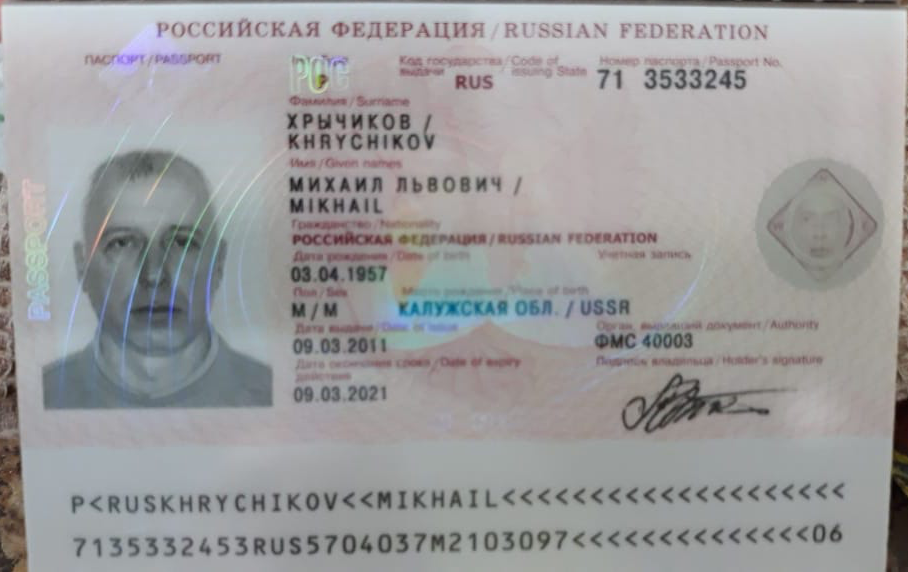 РОССИЙСКАЯ ФЕДЕРАЦИЯ / RUSSIAN FEDERATION
ПАСПОРТ / PASSPORT
Код государства / Code of
выдачи issuing State
Номер паспорта / Passport No.
P
РОС
RUS
71 3533245
Фамилия / Surname
ХРЫЧИКОВ /
KHRYCHIKOV
Имя / Given names
МИХАИЛ ЛЬВОВИЧ /
MIKHAIL
Гражданство / Nationality
РОССИЙСКАЯ ФЕДЕРАЦИЯ / RUSSIAN FEDERATION
Дата рождения / Date of birth
Учетная запись
03.04.1957
Пол / Sex
Место рождения / Place of birth
М / M
КАЛУЖСКАЯ ОБЛ. / USSR
Дата выдачи / Date of issue
Орган, выдавший документ / Authority
09.03.2011
ФМС 40003
Дата окончания срока / Date of expiry
действия
Подпись владельца / Holder's signature
09.03.2021
PASSPORT
P<RUSKHRYCHIKOV<<MIKHAIL<<<<<<<<<<<<<<<<<<<<
7135332453RUS5704037M2103097<<<<<<<<<<<<<<06